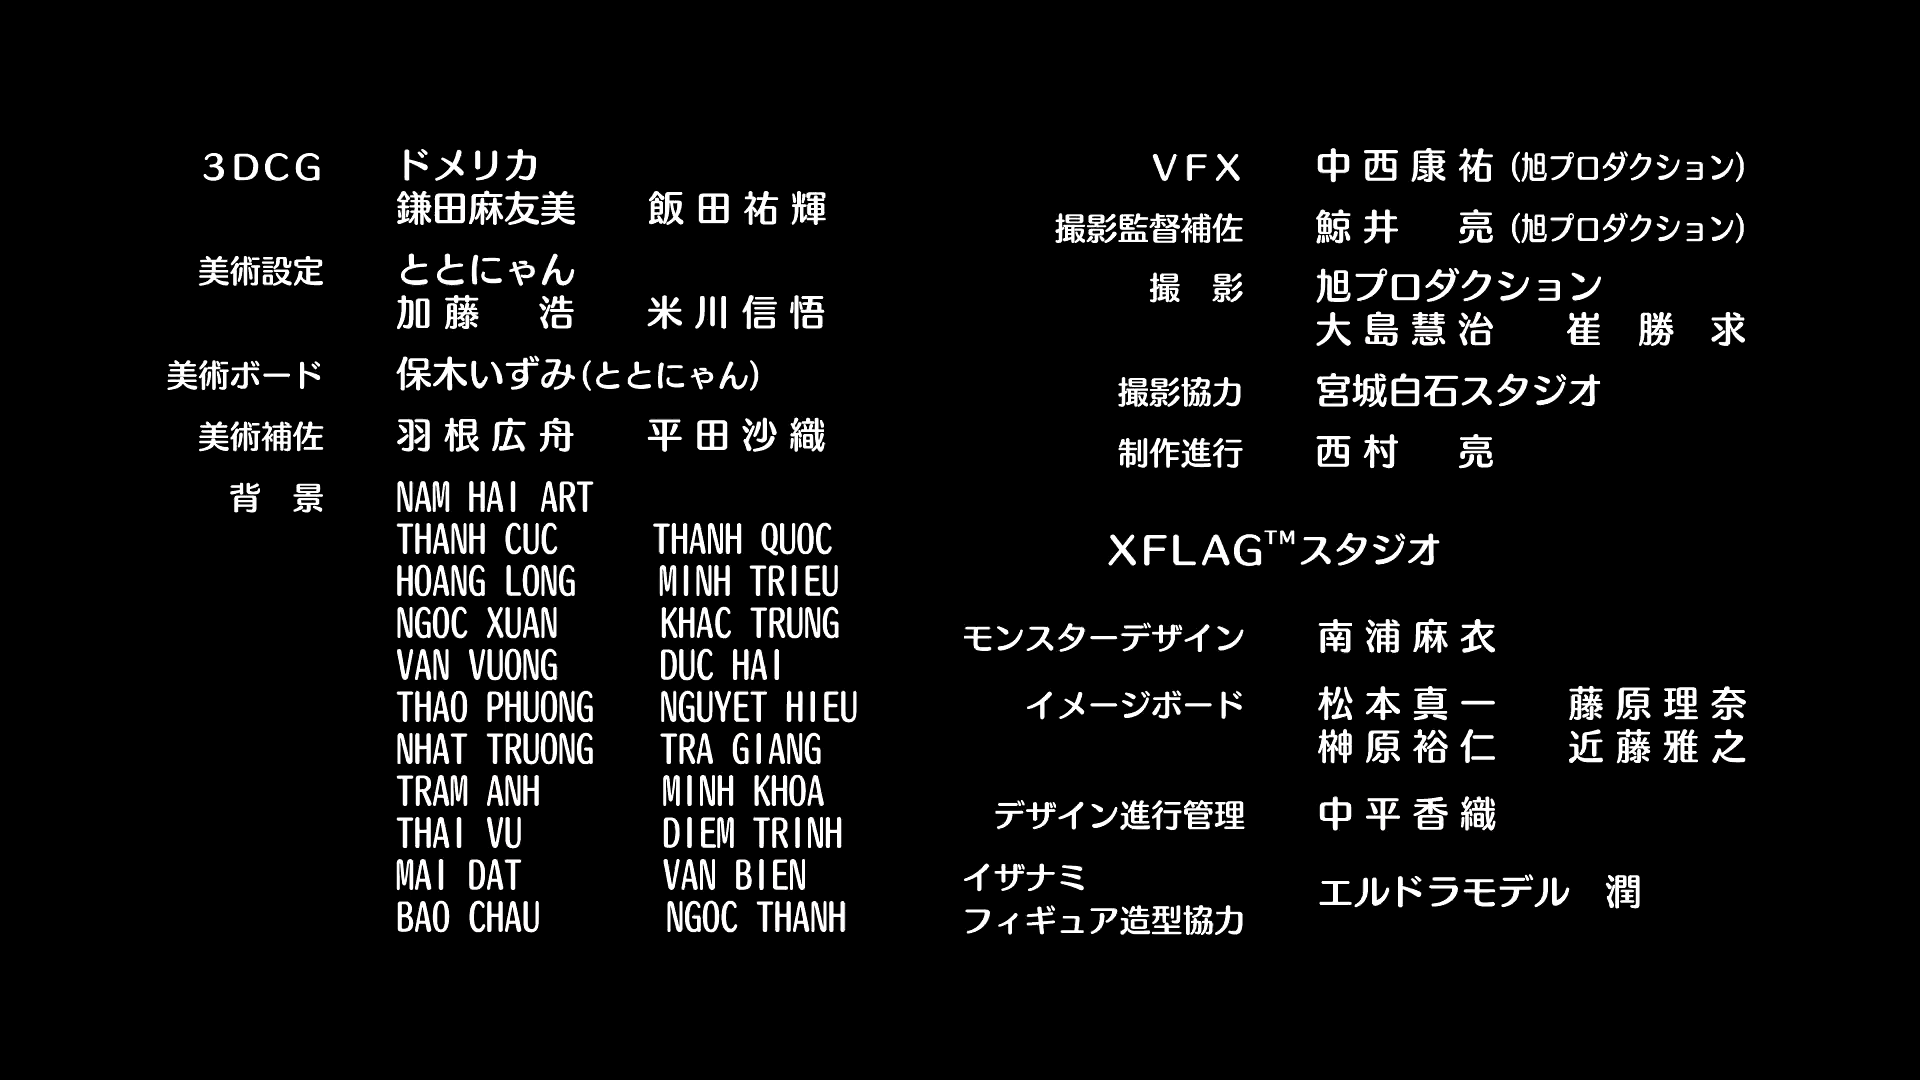 3DCG ドメリカ
鎌田麻友美 飯田祐輝
美術設定 ととにゃん
加藤 浩 米川信悟
美術ボード 保木いずみ(ととにゃん)
美術補佐 羽根広舟 平田沙織
背 景 NAM HAI ART
THANH CUC THANH QUOC
HOANG LONG MINH TRIEU
NGOC XUAN KHAC TRUNG
VAN VUONG DUC HAI
THAO PHUONG NGUYET HIEU
NHAT TRUONG TRA GIANG
TRAM ANH MINH KHOA
THAI VU DIEM TRINH
MAI DAT VAN BIEN
BAO CHAU NGOC THANH
VFX 中西康祐(旭プロダクション)
撮影監督補佐 鯨井 亮(旭プロダクション)
撮 影 旭プロダクション
大島慧治 崔 勝 求
撮影協力 宮城白石スタジオ
制作進行 西村 亮
XFLAG™スタジオ
モンスターデザイン 南浦麻衣
イメージボード 松本真一 藤原理奈
榊原裕仁 近藤雅之
デザイン進行管理 中平香織
イザナミ
フィギュア造型協力 エルドラモデル 潤